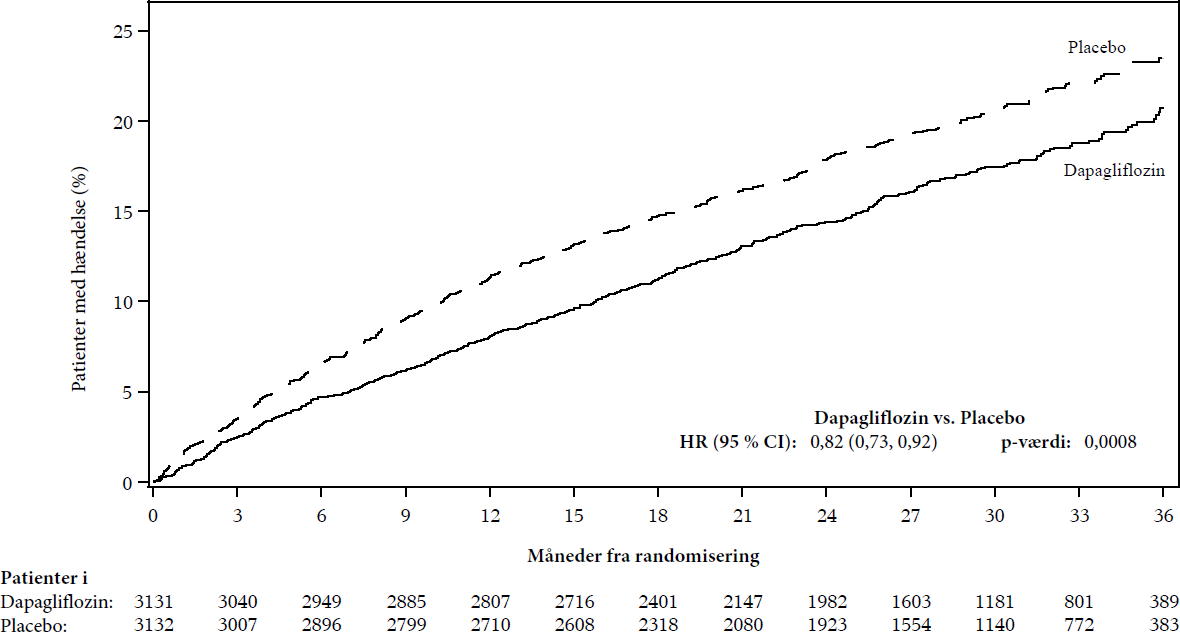 25
20
15
10
5
0
Patienter med hændelse (%)
Placebo
Dapagliflozin
Dapagliflozin vs. Placebo
HR (95 % CI): 0,82 (0,73, 0,92) p-værdi: 0,0008
0 3 6 9 12 15 18 21 24 27 30 33 36
Måneder fra randomisering
Patienter i
Dapagliflozin: 3131 3040 2949 2885 2807 2716 2401 2147 1982 1603 1181 801 389
Placebo: 3132 3007 2896 2799 2710 2608 2318 2080 1923 1554 1140 772 383